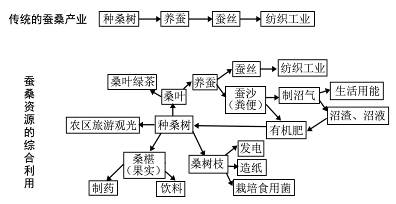 传统的蚕桑产业 种桑树 养蚕 蚕丝 纺织工业
蚕桑资源的综合利用
蚕丝 纺织工业
桑叶绿茶 养蚕
桑叶 蚕沙(粪便) 制沼气 生活用能
农区旅游观光 种桑树 有机肥 沼渣、沼液
桑椹(果实) 桑树枝 发电
造纸
制药 饮料 栽培食用菌